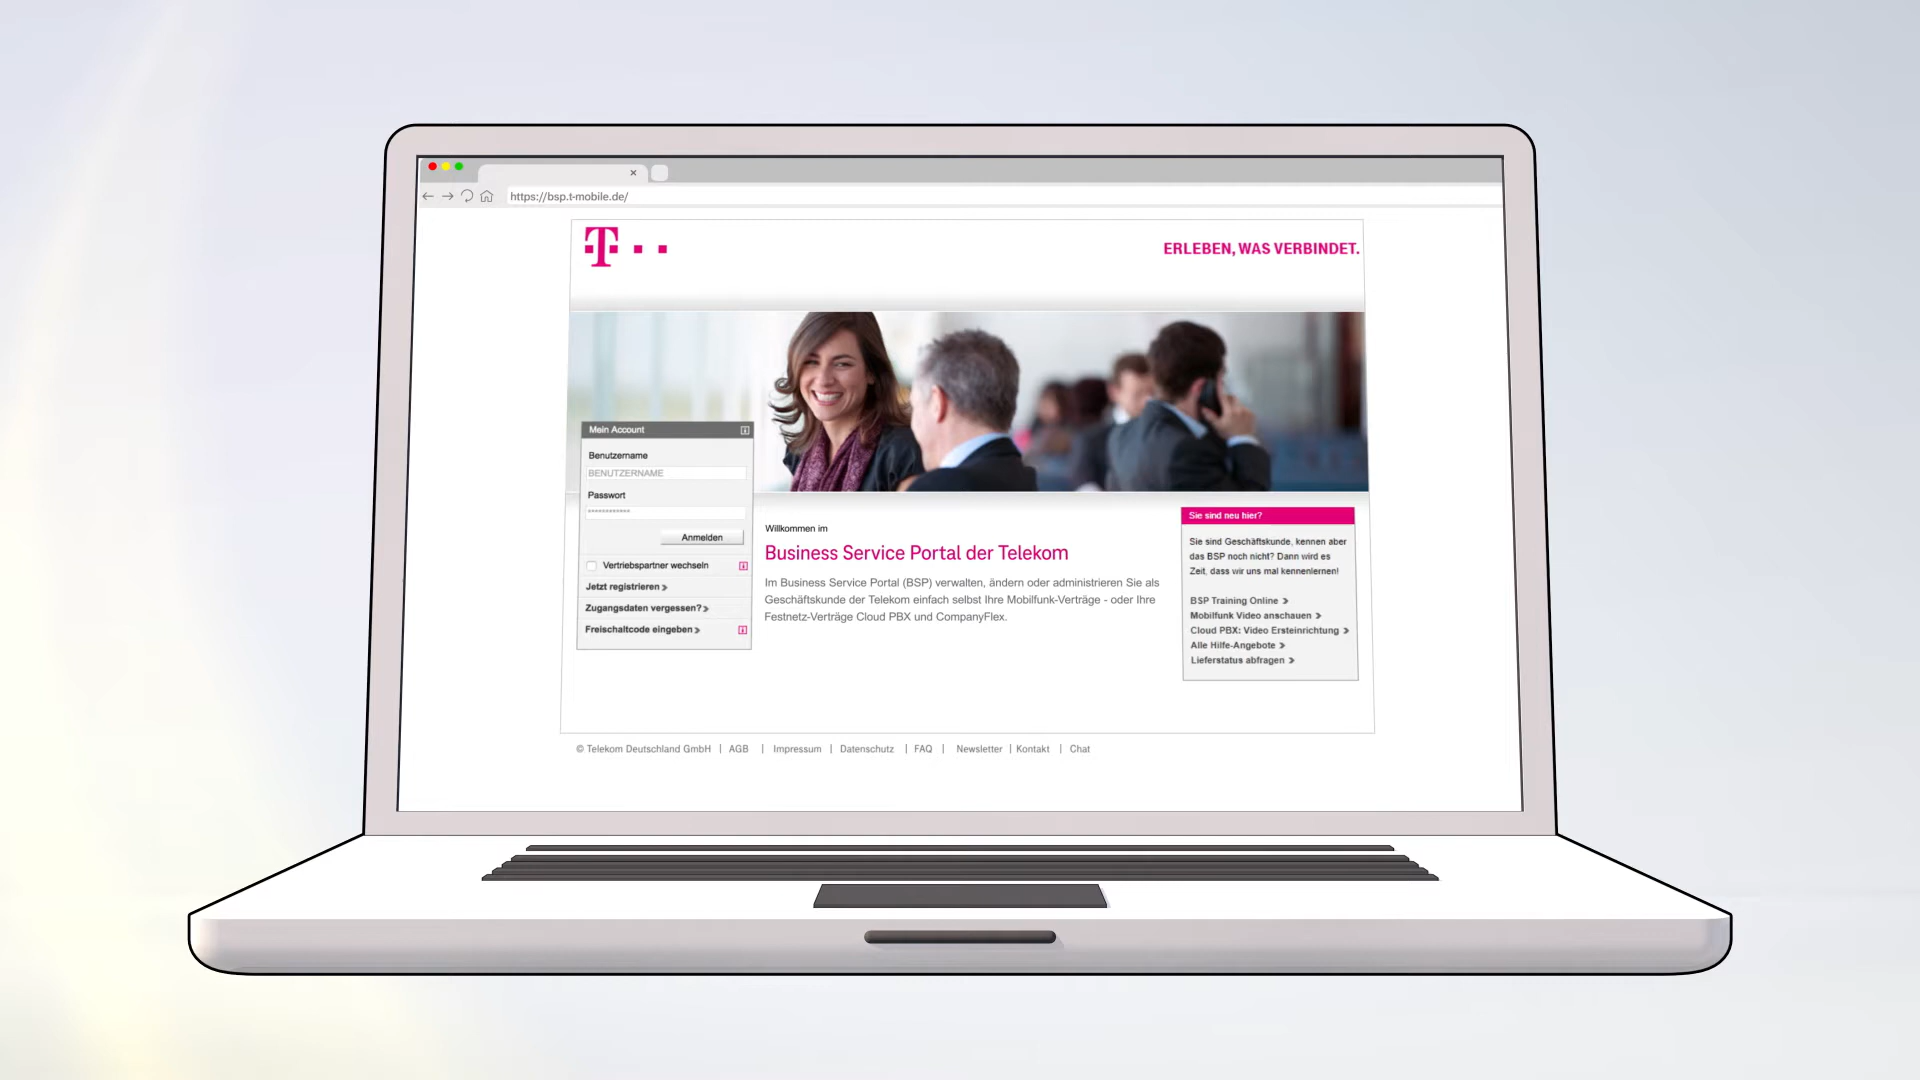 https://bsp.t-mobile.de/
T
ERLEBEN, WAS VERBINDET.
Mein Account
Benutzername
BENUTZERNAME
Passwort
************
Anmelden
Vertriebspartner wechseln
Jetzt registrieren
Zugangsdaten vergessen?
Freischaltcode eingeben
Willkommen im
Business Service Portal der Telekom
Im Business Service Portal (BSP) verwalten, ändern oder administrieren Sie als
Geschäftskunde der Telekom einfach selbst Ihre Mobilfunk-Verträge - oder Ihre
Festnetz-Verträge Cloud PBX und CompanyFlex.
Sie sind neu hier?
Sie sind Geschäftskunde, kennen aber
das BSP noch nicht? Dann wird es
Zeit, dass wir uns mal kennenlernen!
BSP Training Online
Mobilfunk Video anschauen
Cloud PBX: Video Ersteinrichtung
Alle Hilfe-Angebote
Lieferstatus abfragen
© Telekom Deutschland GmbH | AGB | Impressum | Datenschutz | FAQ | Newsletter | Kontakt | Chat